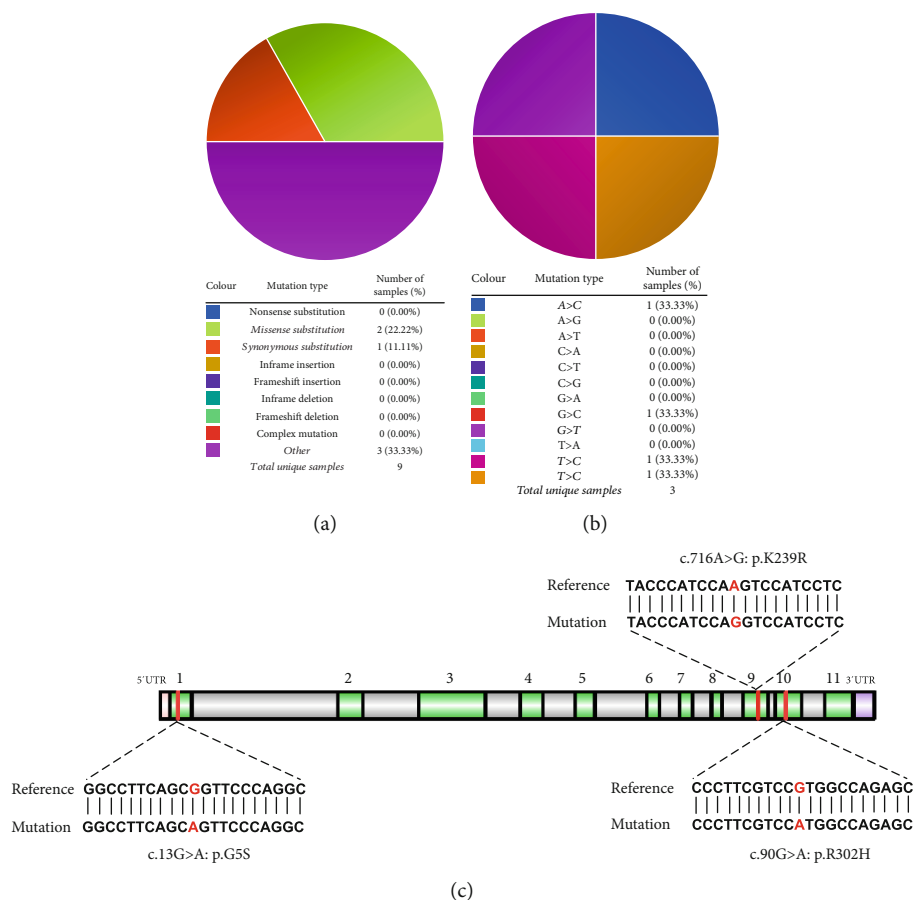 Colour Mutation type Number of samples (%)
Nonsense substitution 0 (0.00%)
Missense substitution 2 (22.22%)
Synonymous substitution 1 (11.11%)
Inframe insertion 0 (0.00%)
Frameshift insertion 0 (0.00%)
Inframe deletion 0 (0.00%)
Frameshift deletion 0 (0.00%)
Complex mutation 0 (0.00%)
Other 3 (33.33%)
Total unique samples 9
(a)
Colour Mutation type Number of samples (%)
A>C 1 (33.33%)
A>G 0 (0.00%)
A>T 0 (0.00%)
C>A 0 (0.00%)
C>T 0 (0.00%)
C>G 0 (0.00%)
G>A 0 (0.00%)
G>C 1 (33.33%)
G>T 0 (0.00%)
T>A 0 (0.00%)
T>C 1 (33.33%)
T>C 1 (33.33%)
Total unique samples 3
(b)
c.716A>G: p.K239R
Reference TACCCATCCAAGTCCATCCTC
Mutation TACCCATCCAGGTCCATCCTC
5'UTR 1 2 3 4 5 6 7 8 9 10 11 3'UTR
Reference GGCCTTCAGCGGTTCCCAGGC
Mutation GGCCTTCAGCAGTTCCCAGGC
c.13G>A: p.G5S
Reference CCCTTCGTCCGTGGCCAGAGC
Mutation CCCTTCGTCCATGGCCAGAGC
c.90G>A: p.R302H
(c)